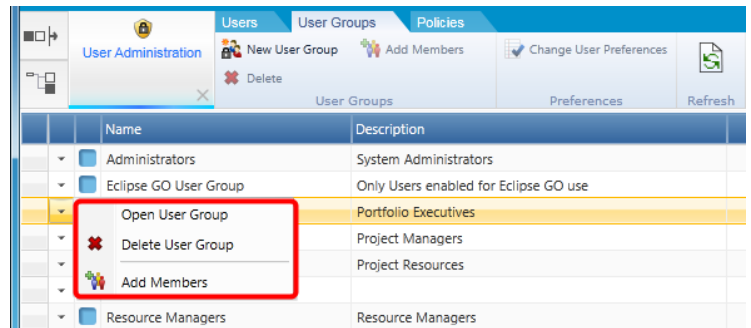 Users User Groups Policies
User Administration
New User Group Add Members Change User Preferences
Delete
User Groups Preferences Refresh
Name Description
Administrators System Administrators
Eclipse GO User Group Only Users enabled for Eclipse GO use
Open User Group Portfolio Executives
Delete User Group Project Managers
Project Resources
Add Members
Resource Managers Resource Managers